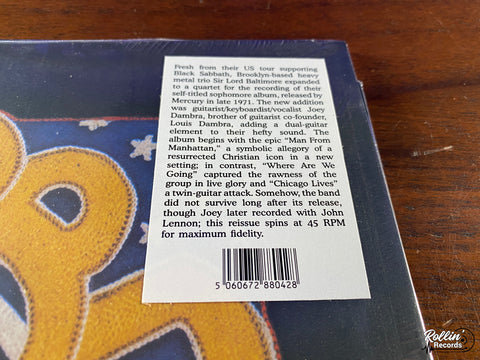 Fresh from their US tour supporting
Black Sabbath, Brooklyn-based heavy
metal trio Sir Lord Baltimore expanded
to a quartet for the recording of their
self-titled sophomore album, released by
Mercury in late 1971. The new addition
was guitarist/keyboardist/vocalist Joey
Dambra, brother of guitarist co-founder,
Louis Dambra, adding a dual-guitar
element to their hefty sound. The
album begins with the epic “Man From
Manhattan,” a symbolic allegory of a
resurrected Christian icon in a new
setting; in contrast, “Where Are We
Going” captured the rawness of the
group in live glory and “Chicago Lives”
a twin-guitar attack. Somehow, the band
did not survive long after its release,
though Joey later recorded with John
Lennon; this reissue spins at 45 RPM
for maximum fidelity.
5 060672 880428
Rollin'
Records